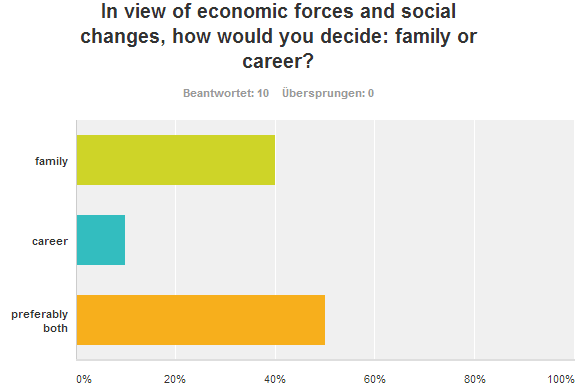 In view of economic forces and social
changes, how would you decide: family or
career?
Beantwortet: 10 Übersprungen: 0
family
career
preferably
both
0% 20% 40% 60% 80% 100%